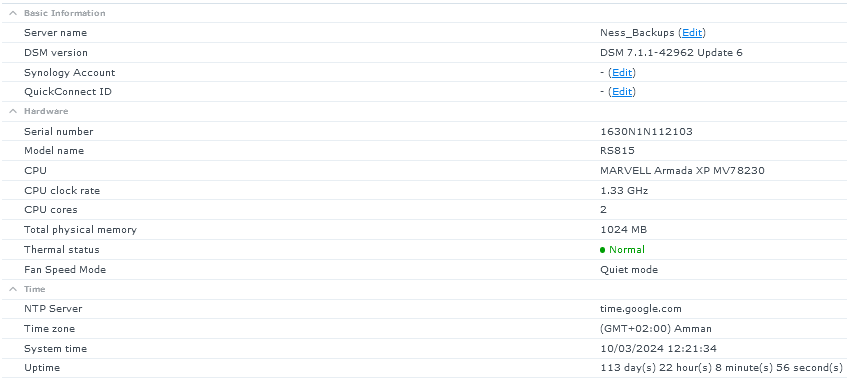 Basic Information
Server name Ness_Backups (Edit)
DSM version DSM 7.1.1-42962 Update 6
Synology Account - (Edit)
QuickConnect ID - (Edit)
Hardware
Serial number 1630N1N112103
Model name RS815
CPU MARVELL Armada XP MV78230
CPU clock rate 1.33 GHz
CPU cores 2
Total physical memory 1024 MB
Thermal status Normal
Fan Speed Mode Quiet mode
Time
NTP Server time.google.com
Time zone (GMT+02:00) Amman
System time 10/03/2024 12:21:34
Uptime 113 day(s) 22 hour(s) 8 minute(s) 56 second(s)